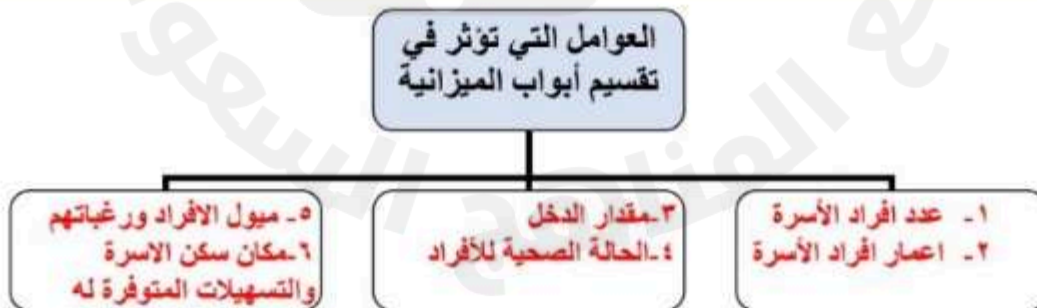 العوامل التي تؤثر في
تقسيم أبواب الميزانية
١- عدد افراد الأسرة
٢- اعمار افراد الأسرة
٣-مقدار الدخل
٤-الحالة الصحية للأفراد
٥- ميول الافراد ورغباتهم
٦-مكان سكن الاسرة
والتسهيلات المتوفرة له